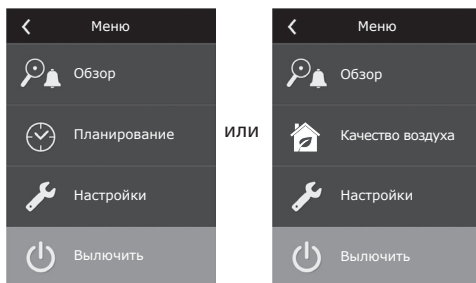 Меню
Обзор
Планирование
Настройки
Вылючить
или
Меню
Обзор
Качество воздуха
Настройки
Вылючить